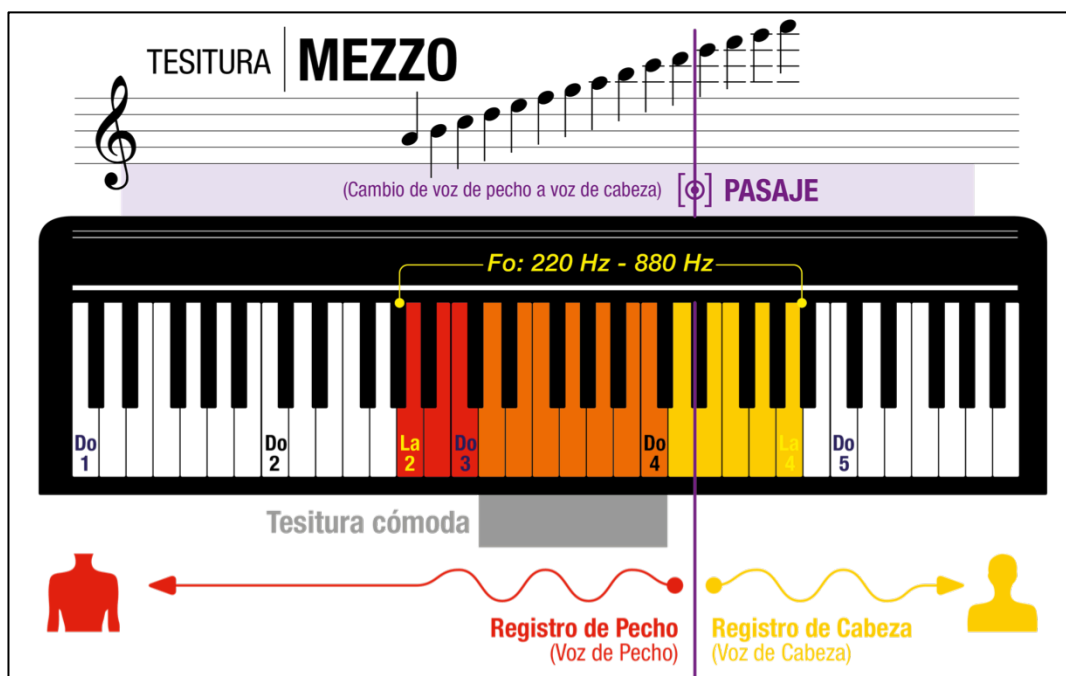 TESITURA MEZZO
(Cambio de voz de pecho a voz de cabeza) PASAJE
Fo: 220 Hz - 880 Hz
Do 1
Do 2
La 2
Do 3
Do 4
La 4
Do 5
Tesitura cómoda
Registro de Pecho
(Voz de Pecho)
Registro de Cabeza
(Voz de Cabeza)